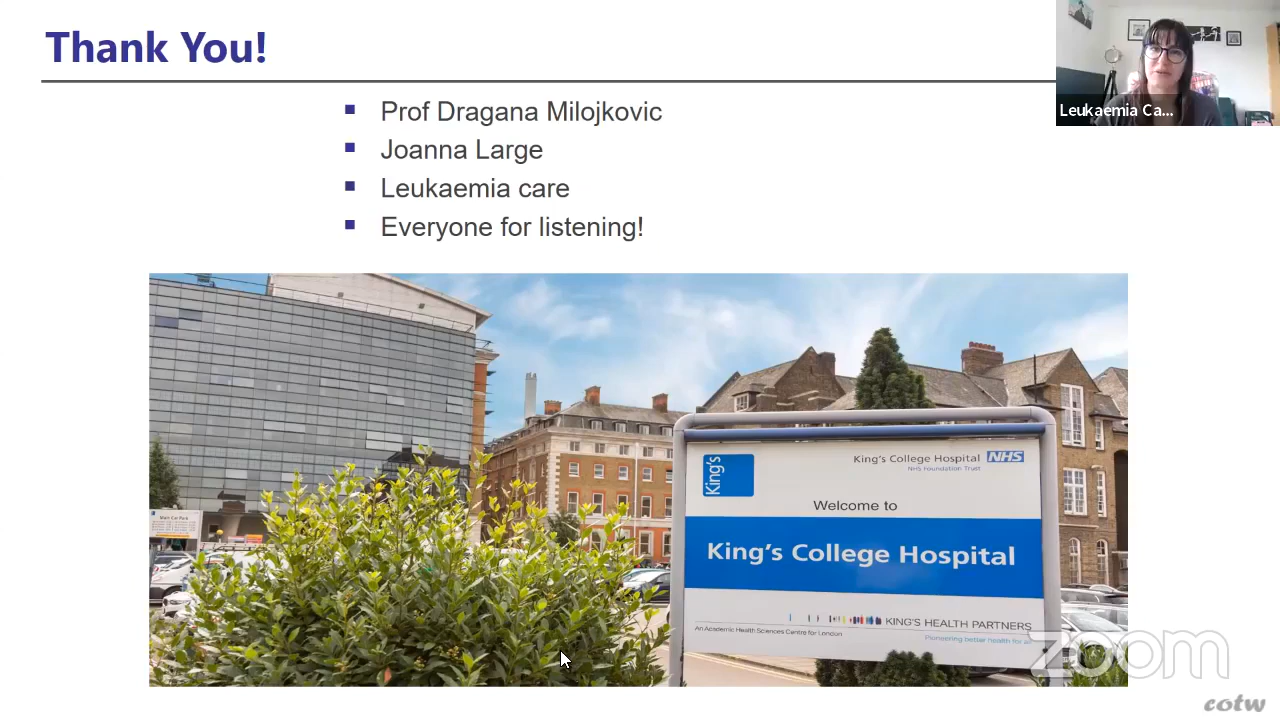 Thank You!
Leukaemia Ca...
Prof Dragana Milojkovic
Joanna Large
Leukaemia care
Everyone for listening!
King's College Hospital NHS
NHS Foundation Trust
King's
Welcome to
Main Car Park
King's College Hospital
KING'S HEALTH PARTNERS
An Academic Health Sciences Centre for London
Pioneering better health for all
zoom
cotw